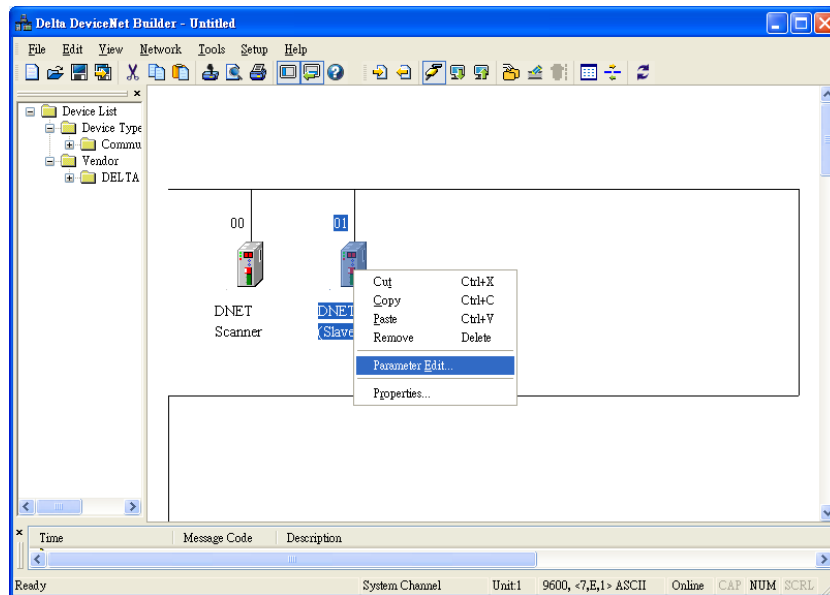 Delta DeviceNet Builder - Untitled
File Edit View Network Tools Setup Help
Device List
Device Type
Commu
Vendor
DELTA
00 01
DNET DNET
Scanner (Slave
Cut Ctrl+X
Copy Ctrl+C
Paste Ctrl+V
Remove Delete
Parameter Edit...
Properties...
Time Message Code Description
Ready System Channel Unit:1 9600, <7,E,1> ASCII Online CAP NUM SCRL